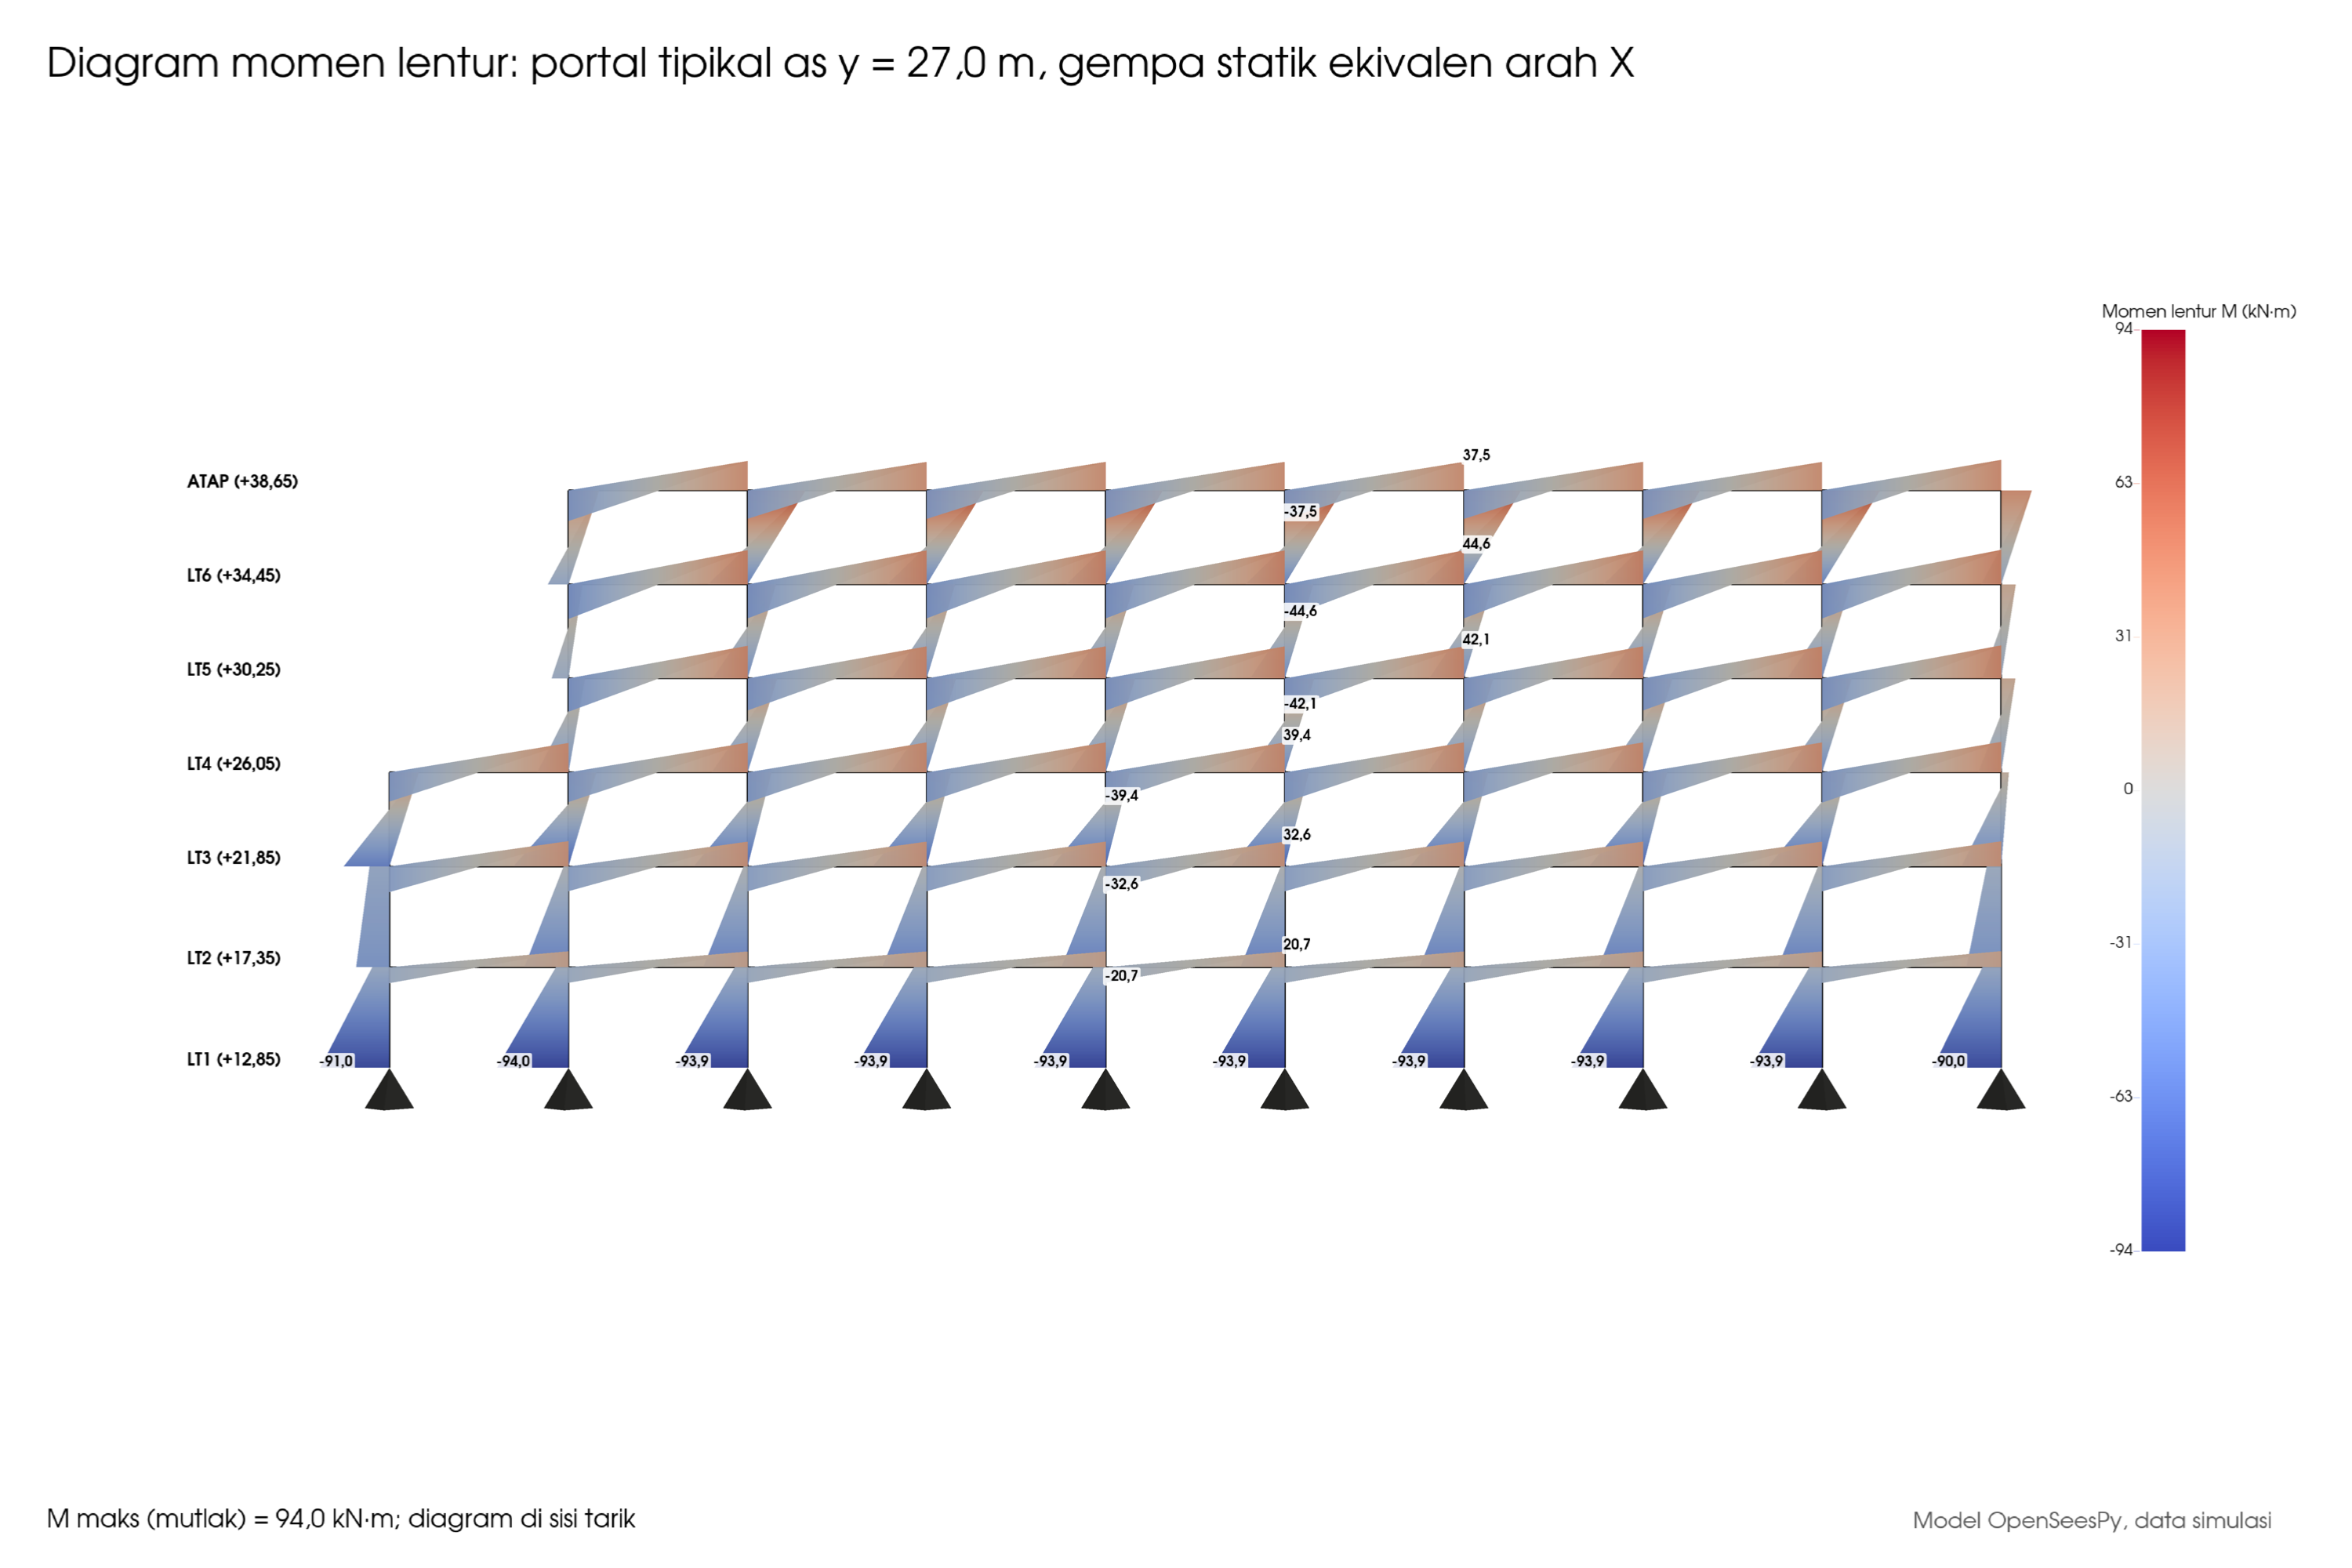 Diagram momen lentur: portal tipikal as y = 27,0 m, gempa statik ekivalen arah X
Momen lentur M (kN·m)
94
63
31
0
-31
-63
-94
37,5
ATAP (+38,65)
-37,5
44,6
LT6 (+34,45)
-44,6
42,1
LT5 (+30,25)
-42,1
39,4
LT4 (+26,05)
-39,4
32,6
LT3 (+21,85)
-32,6
20,7
LT2 (+17,35)
-20,7
LT1 (+12,85)
-91,0 -94,0 -93,9 -93,9 -93,9 -93,9 -93,9 -93,9 -93,9 -90,0
M maks (mutlak) = 94,0 kN·m; diagram di sisi tarik
Model OpenSeesPy, data simulasi